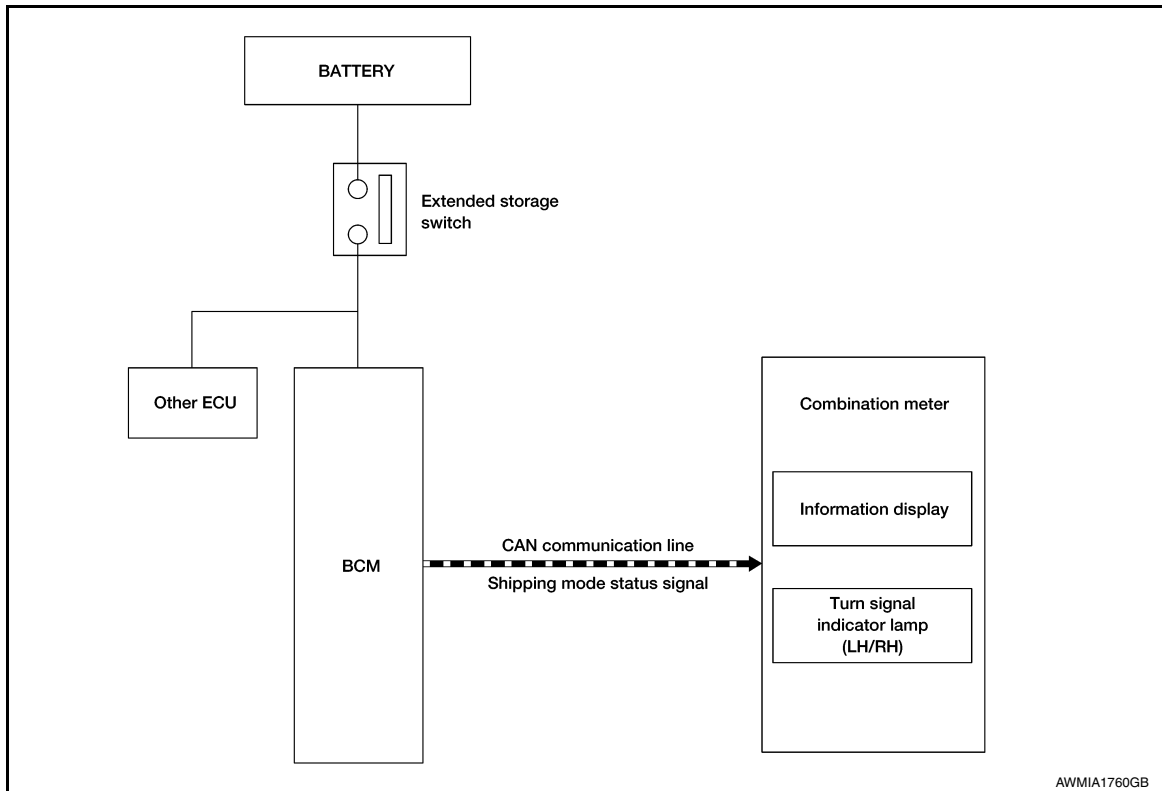 BATTERY
Extended storage
switch
Other ECU
BCM
CAN communication line
Shipping mode status signal
Combination meter
Information display
Turn signal
indicator lamp
(LH/RH)
AWMIA1760GB